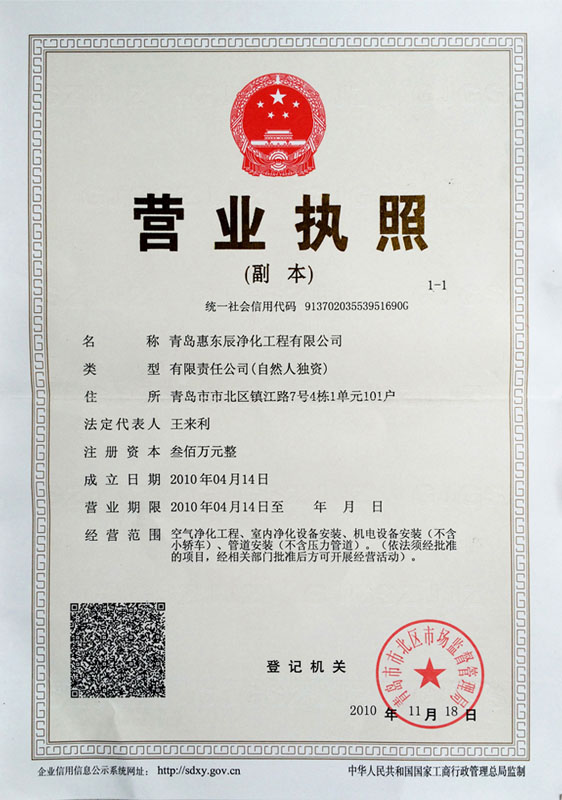 营业执照
(副 本)
1-1
统一社会信用代码 91370203553951690G
名 称 青岛惠东辰净化工程有限公司
类 型 有限责任公司(自然人独资)
住 所 青岛市市北区镇江路7号4栋1单元101户
法定代表人 王来利
注册资本 叁佰万元整
成立日期 2010年04月14日
营业期限 2010年04月14日至 年 月 日
经营范围 空气净化工程、室内净化设备安装、机电设备安装（不含
小轿车）、管道安装（不含压力管道）。（依法须经批准
的项目，经相关部门批准后方可开展经营活动）。
青岛市市北区市场监督管理局
登记机关
2010 年 11 月 18 日
企业信用信息公示系统网址： http://sdxy.gov.cn
中华人民共和国国家工商行政管理总局监制